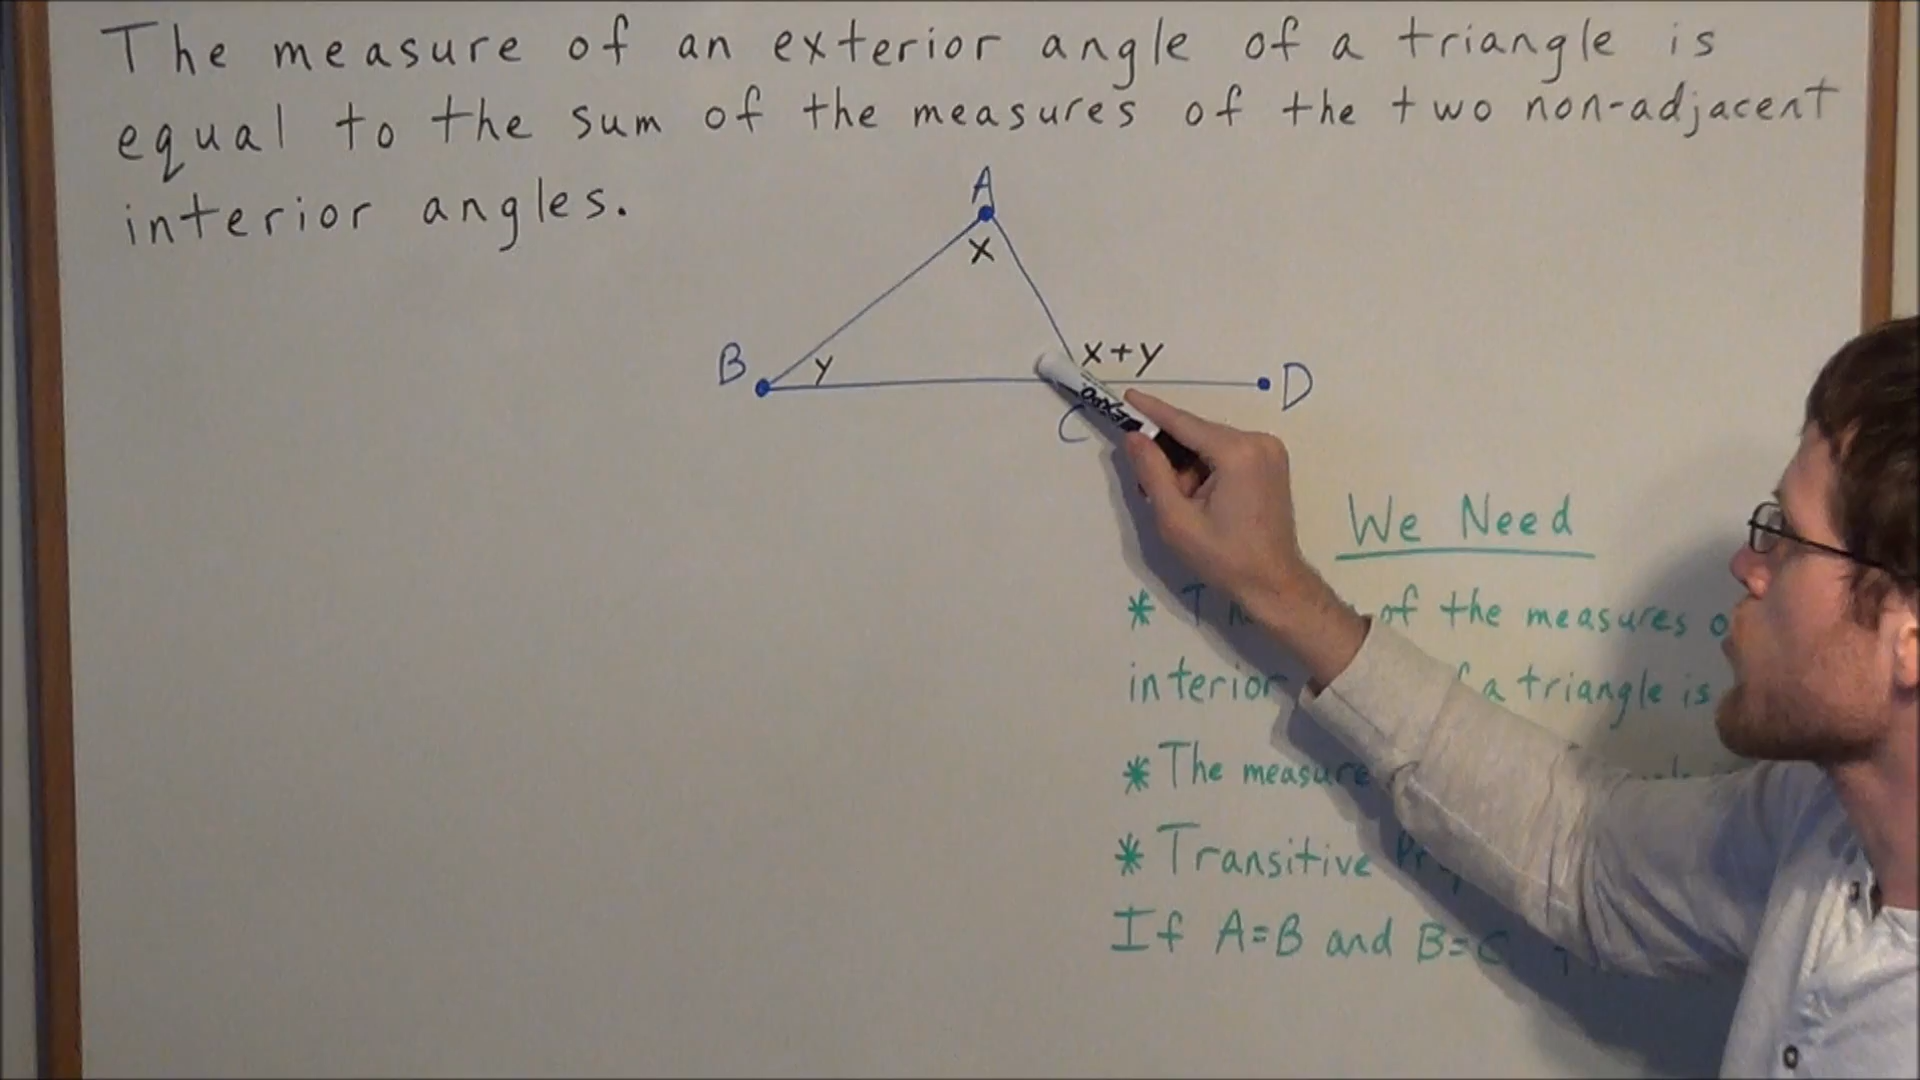 The measure of an exterior angle of a triangle is
equal to the sum of the measures of the two non-adjacent
interior angles.
A
x
B
y
x+y
D
C
EXPO
We Need
* of the measures
interior a triangle is
* The measure
* Transitive
If A=B and B=C